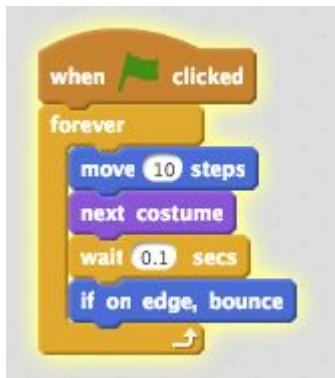 when clicked
forever
move 10 steps
next costume
wait 0.1 secs
if on edge, bounce